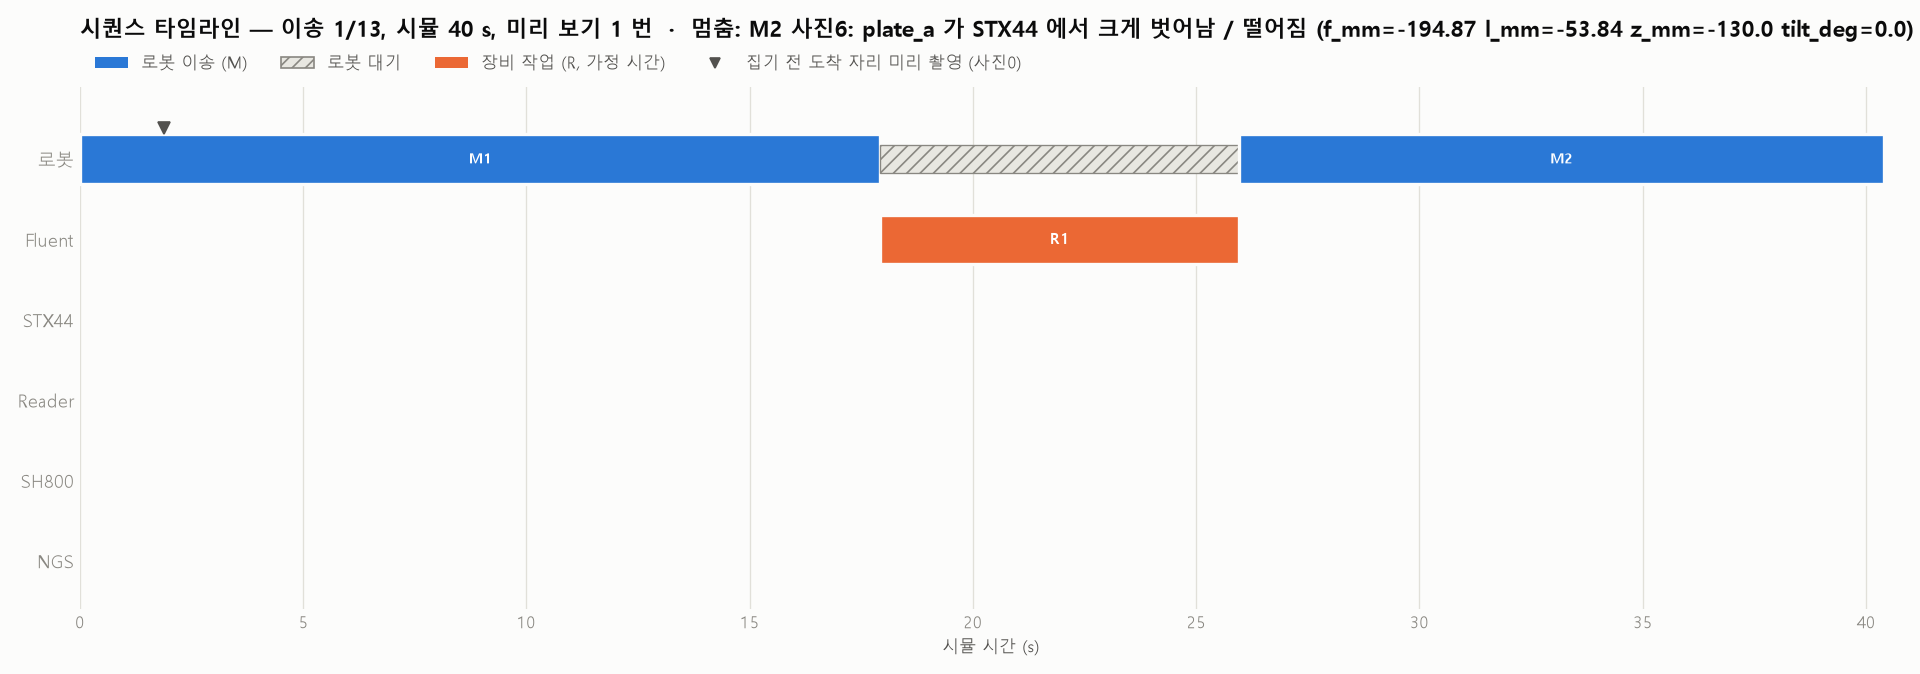 시퀀스 타임라인 — 이송 1/13, 시뮬 40 s, 미리 보기 1 번 · 멈춤: M2 사진6: plate_a 가 STX44 에서 크게 벗어남 / 떨어짐 (f_mm=-194.87 l_mm=-53.84 z_mm=-130.0 tilt_deg=0.0)
로봇 이송 (M) 로봇 대기 장비 작업 (R, 가정 시간) 집기 전 도착 자리 미리 촬영 (사진0)
로봇 M1 M2
Fluent R1
STX44
Reader
SH800
NGS
0 5 10 15 20 25 30 35 40
시뮬 시간 (s)